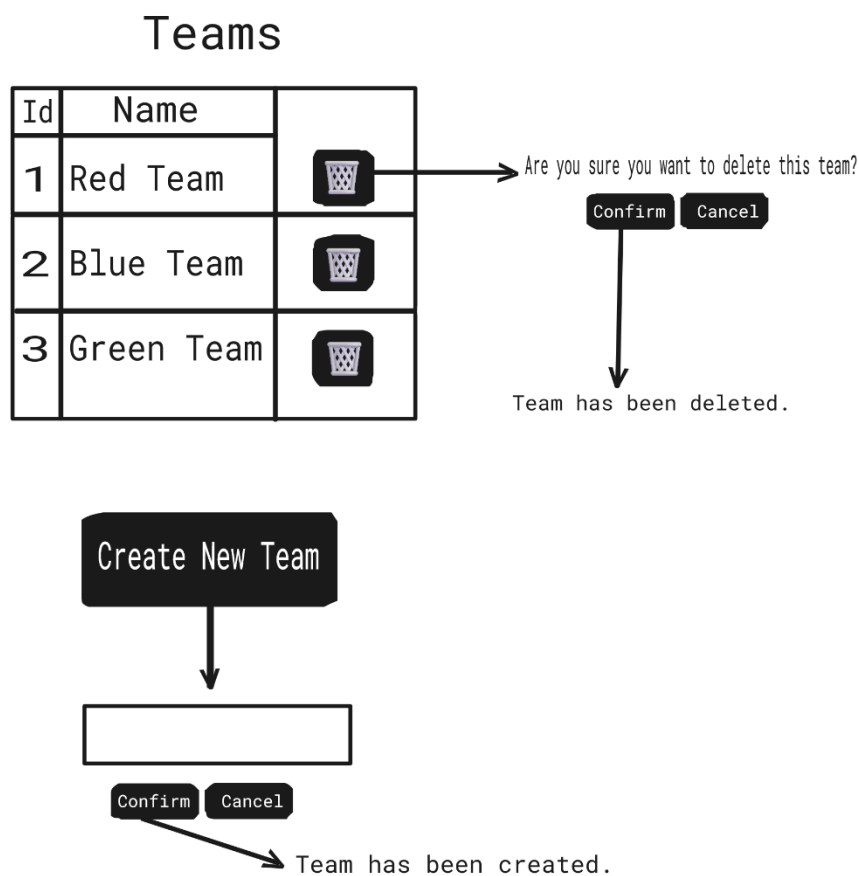 Teams
Id Name
1 Red Team
Are you sure you want to delete this team?
Confirm Cancel
2 Blue Team
3 Green Team
Team has been deleted.
Create New Team
Confirm Cancel
Team has been created.